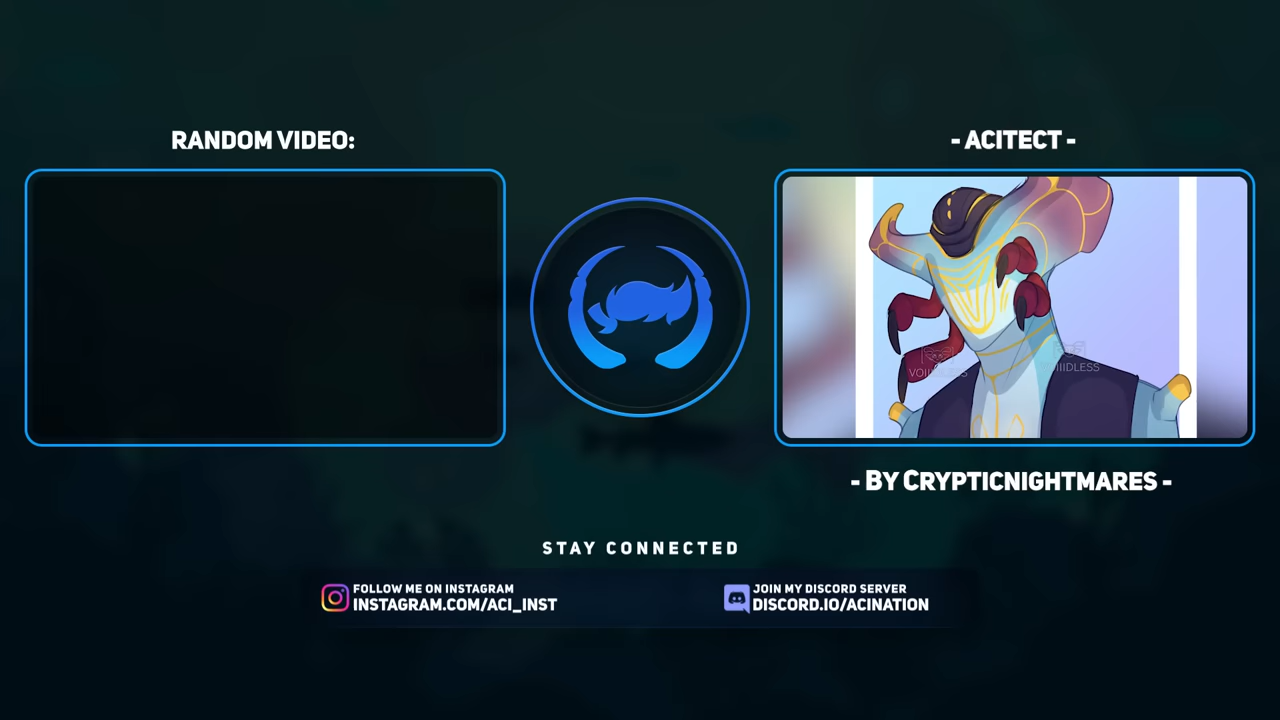 RANDOM VIDEO:
- ACITECT -
VOIIDLESS
- BY CRYPTICNIGHTMARES -
STAY CONNECTED
FOLLOW ME ON INSTAGRAM
INSTAGRAM.COM/ACI_INST
JOIN MY DISCORD SERVER
DISCORD.IO/ACINATION